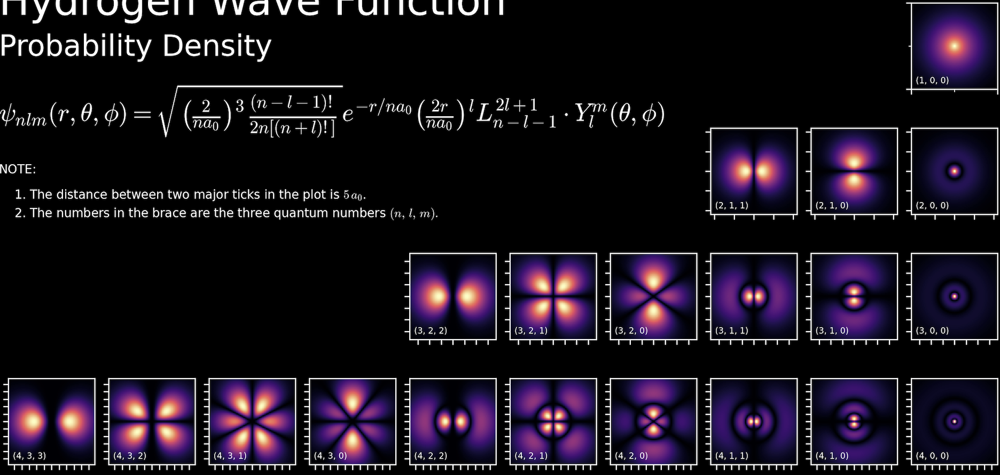 Hydrogen Wave Function
Probability Density
ψ_{nlm}(r, θ, ϕ) = √((2/(na₀))³ (n − l − 1)!/(2n[(n + l)!])) e^{−r/na₀} (2r/(na₀))^l L_{n−l−1}^{2l+1} · Y_l^m(θ, ϕ)
NOTE:
1. The distance between two major ticks in the plot is 5 a₀.
2. The numbers in the brace are the three quantum numbers (n, l, m).
(1, 0, 0)
(2, 1, 1)
(2, 1, 0)
(2, 0, 0)
(3, 2, 2)
(3, 2, 1)
(3, 2, 0)
(3, 1, 1)
(3, 1, 0)
(3, 0, 0)
(4, 3, 3)
(4, 3, 2)
(4, 3, 1)
(4, 3, 0)
(4, 2, 2)
(4, 2, 1)
(4, 2, 0)
(4, 1, 1)
(4, 1, 0)
(4, 0, 0)